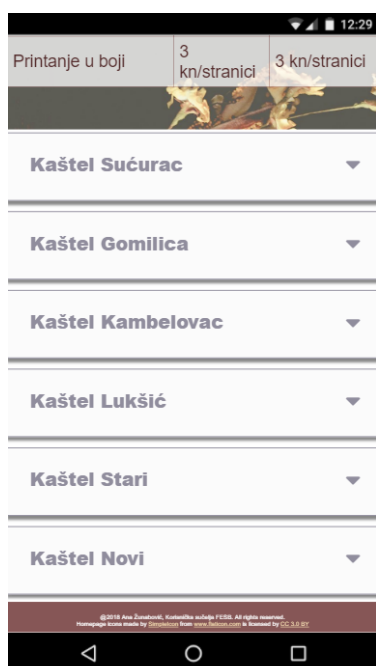 12:29
Printanje u boji 3 kn/stranici 3 kn/stranici
Kaštel Sućurac
Kaštel Gomilica
Kaštel Kambelovac
Kaštel Lukšić
Kaštel Stari
Kaštel Novi
@2018 Ana Žunabović, Korisnička sučelja FESB. All rights reserved.
Homepage icons made by Simpleicon from www.flaticon.com is licensed by CC 3.0 BY